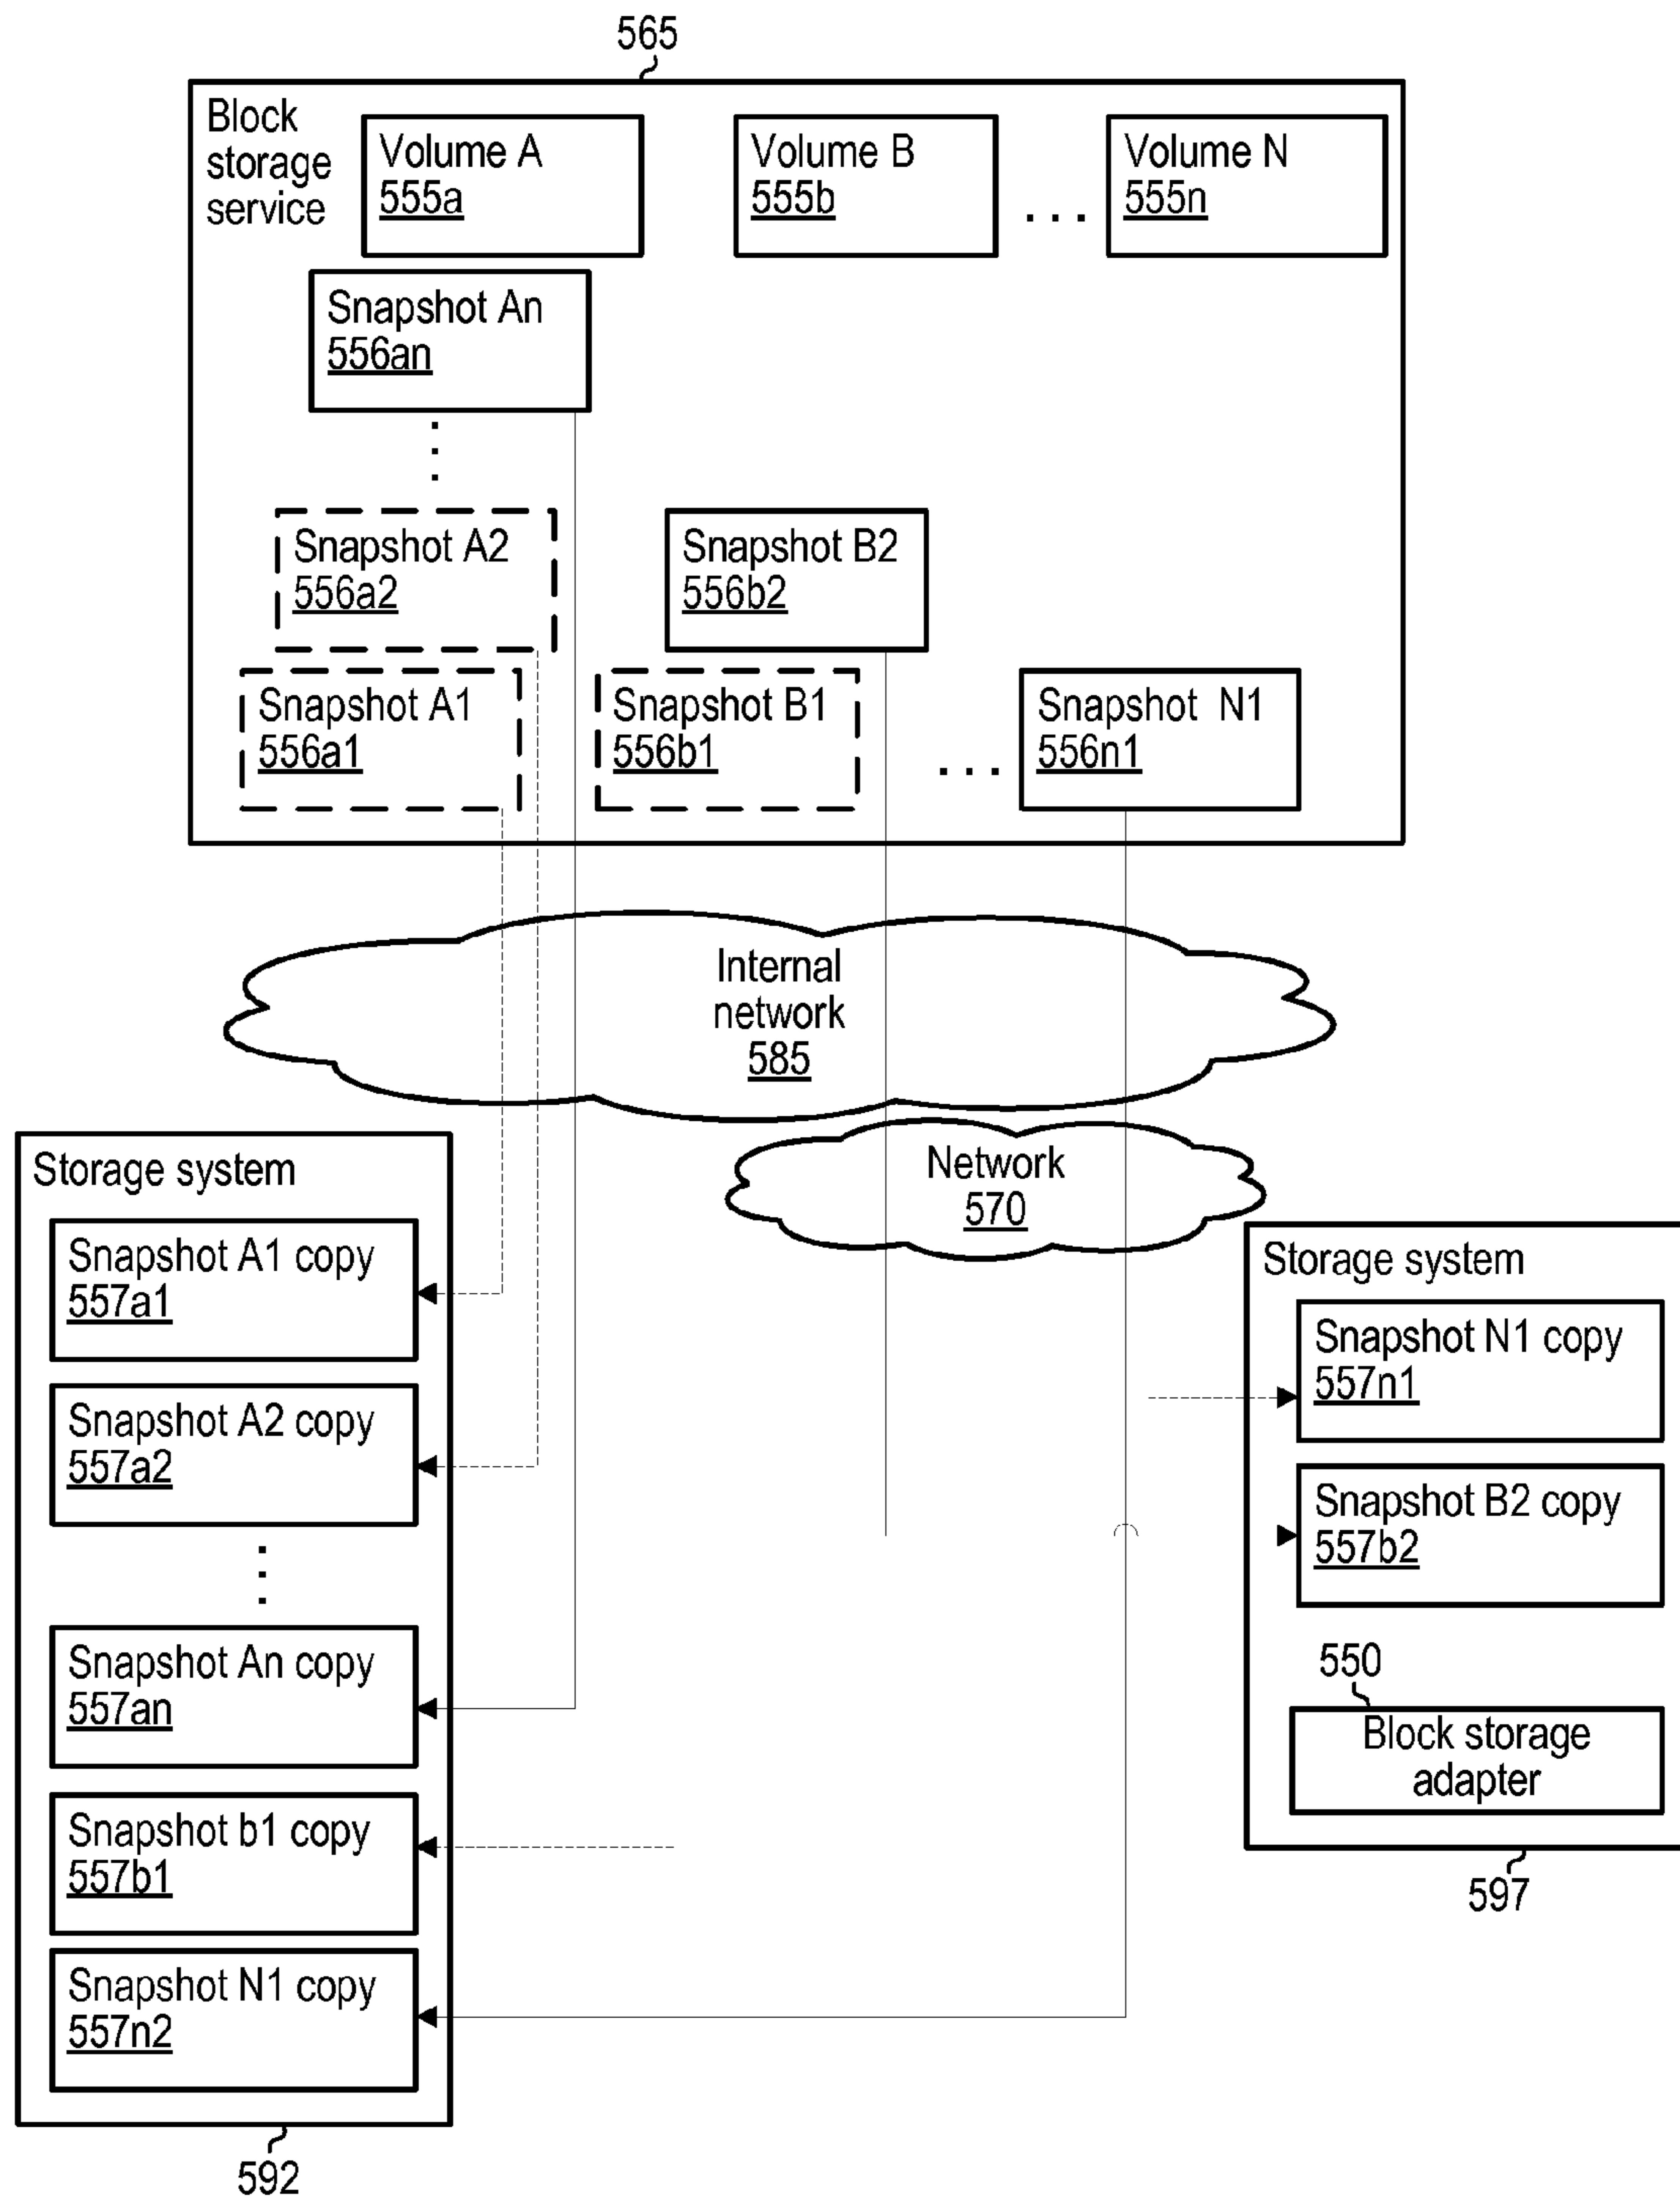 565
Block
storage
service
Volume A
555a
Volume B
555b
. . .
Volume N
555n
Snapshot An
556an
Snapshot A2
556a2
Snapshot B2
556b2
Snapshot A1
556a1
Snapshot B1
556b1
. . .
Snapshot N1
556n1
Internal
network
585
Network
570
Storage system
Snapshot A1 copy
557a1
Snapshot A2 copy
557a2
Snapshot An copy
557an
Snapshot b1 copy
557b1
Snapshot N1 copy
557n2
592
Storage system
Snapshot N1 copy
557n1
Snapshot B2 copy
557b2
550
Block storage
adapter
597